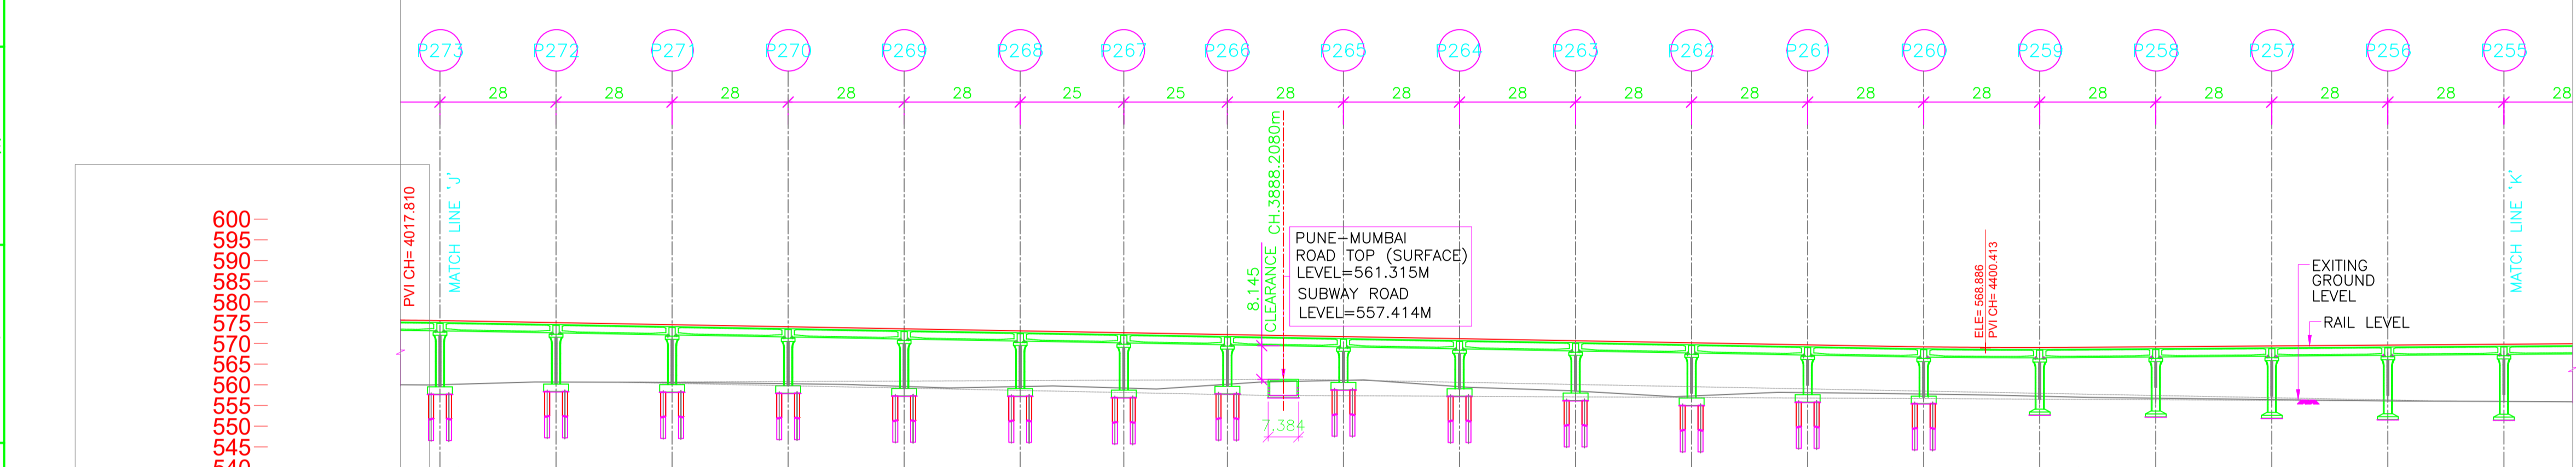 P273 P272 P271 P270 P269 P268 P267 P266 P265 P264 P263 P262 P261 P260 P259 P258 P257 P256 P255
28 28 28 28 28 25 25 28 28 28 28 28 28 28 28 28 28 28 28
PVI CH= 4017.810
MATCH LINE 'J'
600
595
590
585
580
575
570
565
560
555
550
545
540
8.145
CLEARANCE CH.3888.2080m
PUNE-MUMBAI
ROAD TOP (SURFACE)
LEVEL=561.315M
SUBWAY ROAD
LEVEL=557.414M
7.384
ELE= 568.886
PVI CH= 4400.413
EXITING
GROUND
LEVEL
RAIL LEVEL
MATCH LINE 'K'